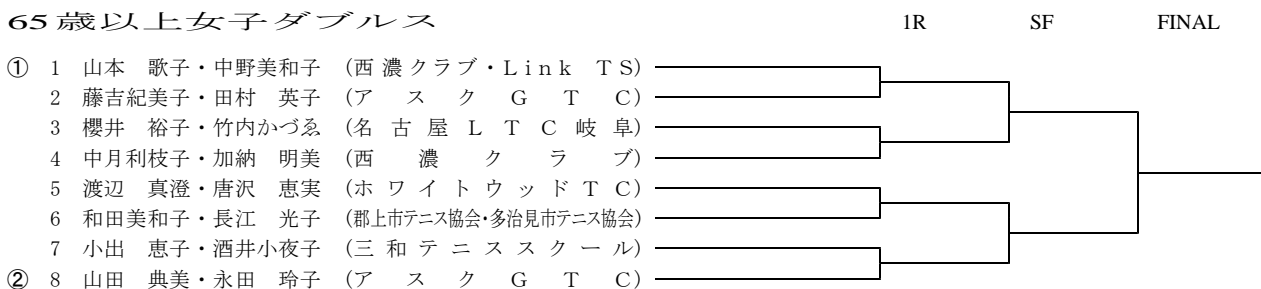 65歳以上女子ダブルス 1R SF FINAL
① 1 山本 歌子・中野美和子 (西濃クラブ・Link TS)
2 藤吉紀美子・田村 英子 (アスクGTC)
3 櫻井 裕子・竹内かづゑ (名古屋LTC岐阜)
4 中月利枝子・加納 明美 (西濃クラブ)
5 渡辺 真澄・唐沢 恵実 (ホワイトウッドTC)
6 和田美和子・長江 光子 (郡上市テニス協会・多治見市テニス協会)
7 小出 恵子・酒井小夜子 (三和テニススクール)
② 8 山田 典美・永田 玲子 (アスクGTC)